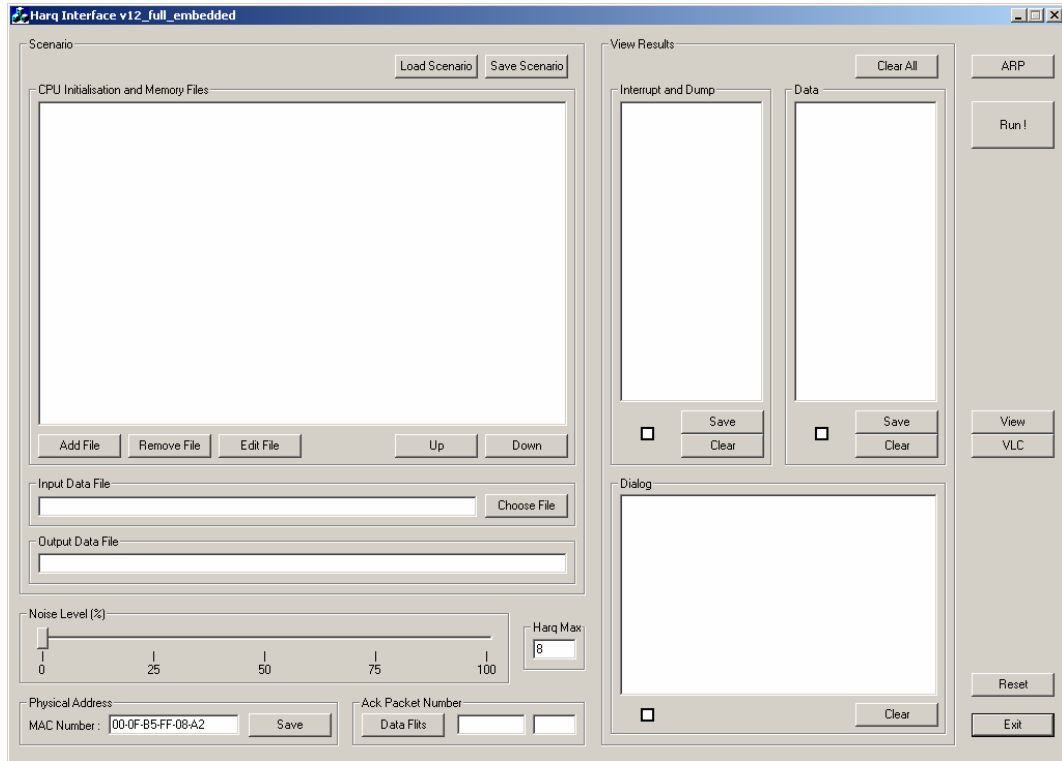 Harq Interface v12_full_embedded
Scenario
Load Scenario
Save Scenario
CPU Initialisation and Memory Files
Add File
Remove File
Edit File
Up
Down
Input Data File
Choose File
Output Data File
Noise Level (%)
0
25
50
75
100
Harq Max
8
Physical Address
MAC Number :
00-0F-B5-FF-08-A2
Save
Ack Packet Number
Data Flits
View Results
Clear All
Interrupt and Dump
Save
Clear
Data
Save
Clear
Dialog
Clear
ARP
Run !
View
VLC
Reset
Exit